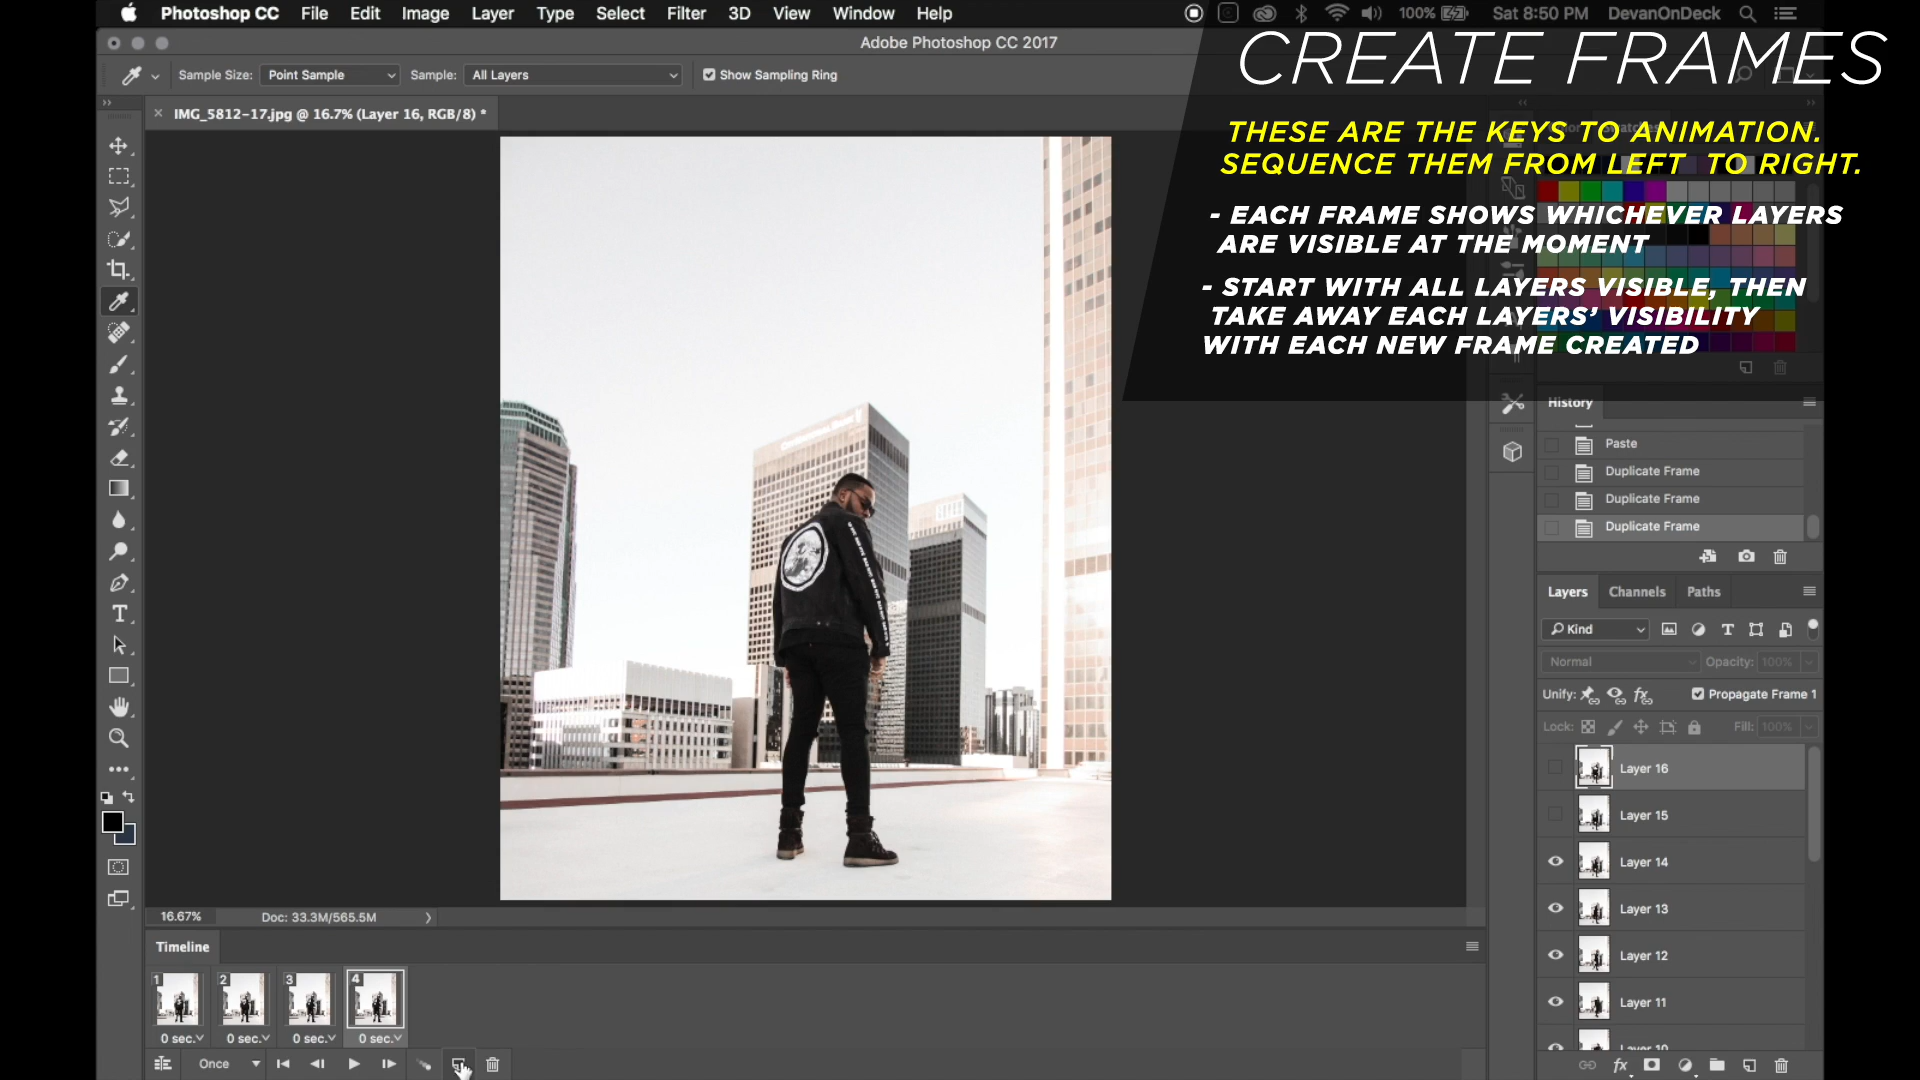 Photoshop CC File Edit Image Layer Type Select Filter 3D View Window Help 100% Sat 8:50 PM DevanOnDeck
Adobe Photoshop CC 2017
CREATE FRAMES
Sample Size: Point Sample Sample: All Layers Show Sampling Ring
IMG_5812-17.jpg @ 16.7% (Layer 16, RGB/8) *
THESE ARE THE KEYS TO ANIMATION.
SEQUENCE THEM FROM LEFT TO RIGHT.
- EACH FRAME SHOWS WHICHEVER LAYERS
ARE VISIBLE AT THE MOMENT
- START WITH ALL LAYERS VISIBLE, THEN
TAKE AWAY EACH LAYERS’ VISIBILITY
WITH EACH NEW FRAME CREATED
History
Paste
Duplicate Frame
Duplicate Frame
Duplicate Frame
Layers Channels Paths
Kind
Normal Opacity: 100%
Unify: Propagate Frame 1
Lock: Fill: 100%
Layer 16
Layer 15
Layer 14
Layer 13
Layer 12
Layer 11
Layer 10
16.67% Doc: 33.3M/565.5M
Timeline
1 2 3 4
0 sec. 0 sec. 0 sec. 0 sec.
Once